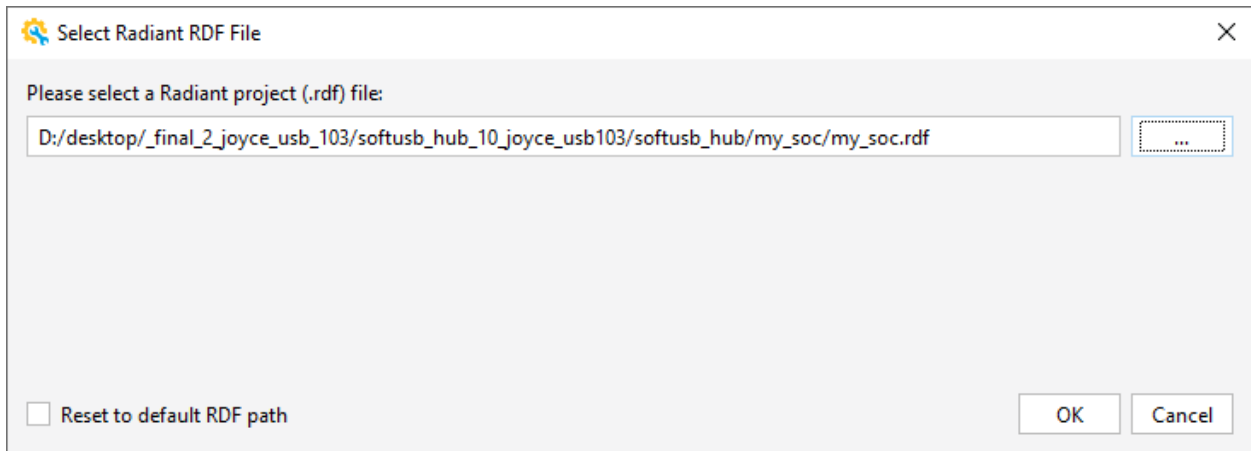 Select Radiant RDF File
Please select a Radiant project (.rdf) file:
D:/desktop/_final_2_joyce_usb_103/softusb_hub_10_joyce_usb103/softusb_hub/my_soc/my_soc.rdf
...
Reset to default RDF path
OK Cancel